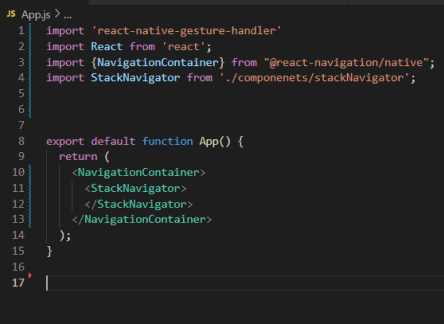 JS App.js > ...
1 import 'react-native-gesture-handler'
2 import React from 'react';
3 import {NavigationContainer} from "@react-navigation/native";
4 import StackNavigator from './componenets/stackNavigator';
5
6
7
8 export default function App() {
9 return (
10 <NavigationContainer>
11 <StackNavigator>
12 </StackNavigator>
13 </NavigationContainer>
14 );
15 }
16
17